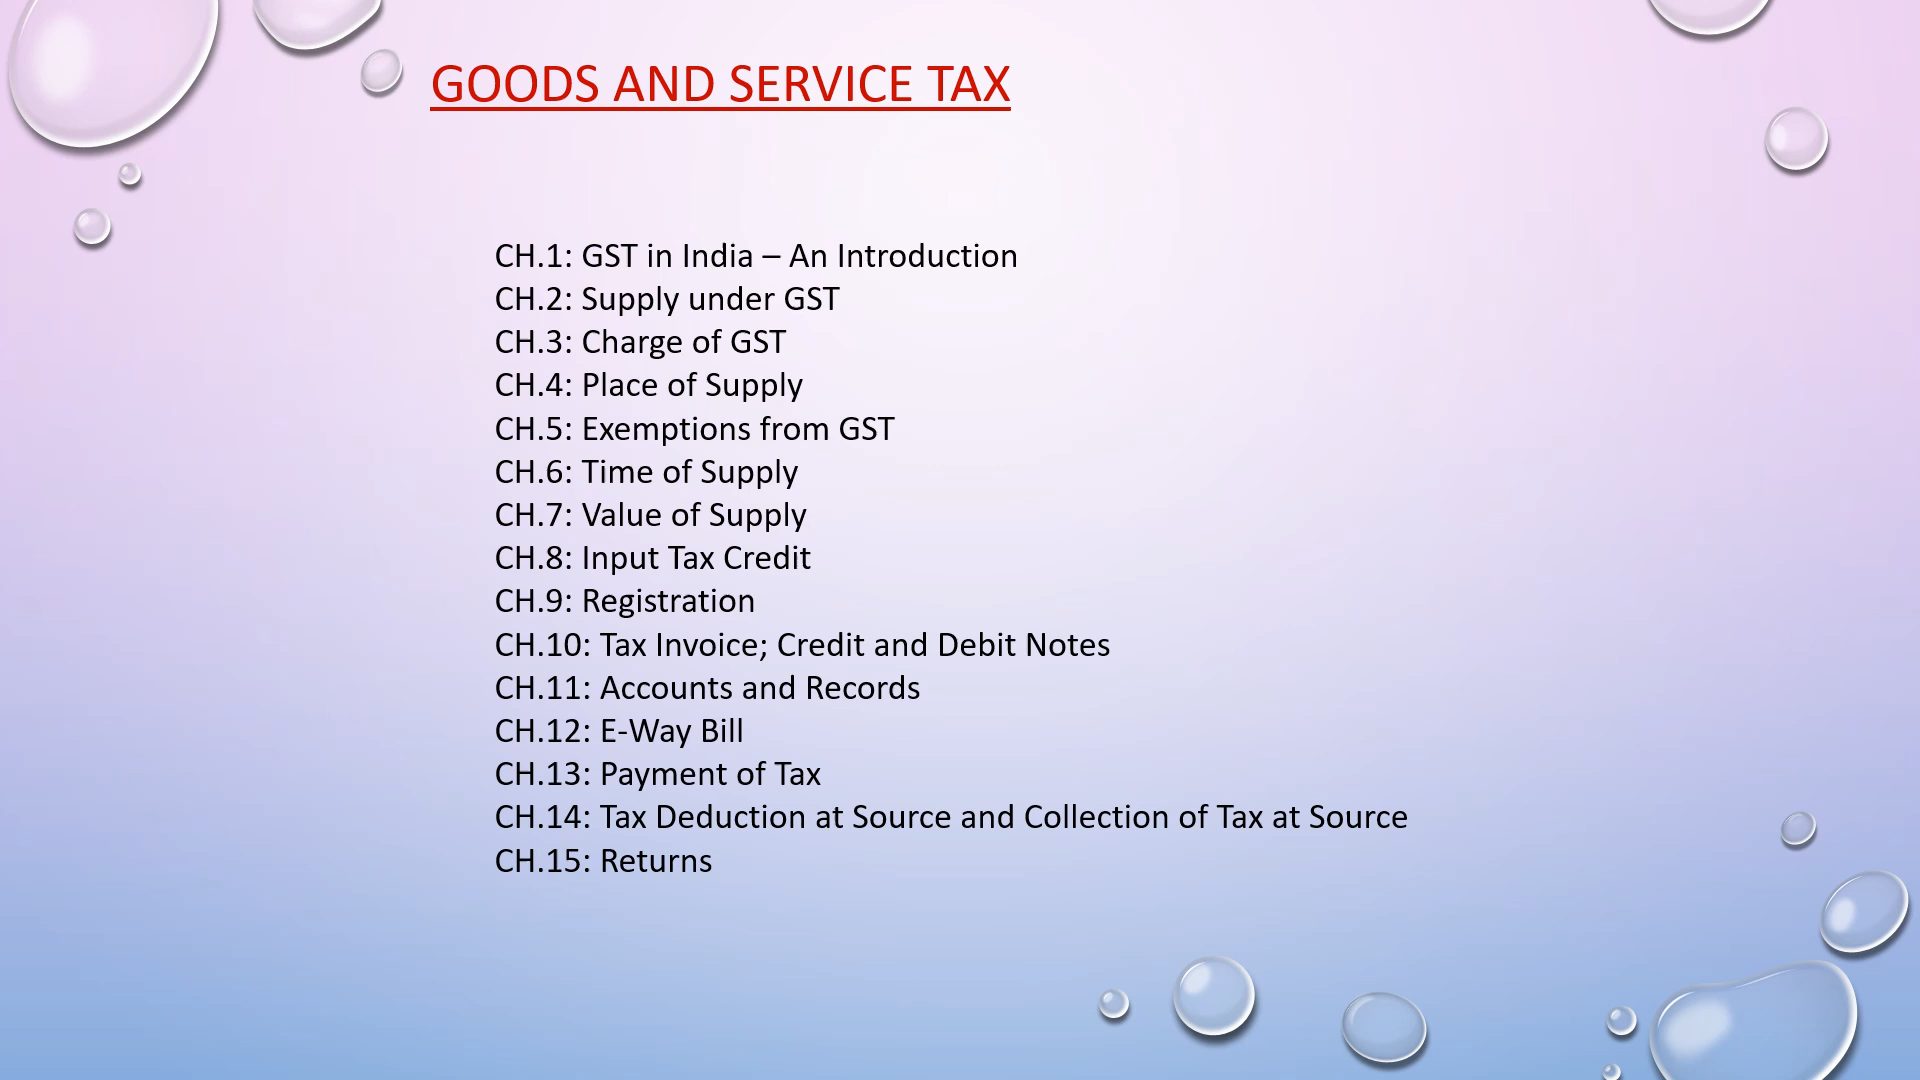 GOODS AND SERVICE TAX
CH.1: GST in India – An Introduction
CH.2: Supply under GST
CH.3: Charge of GST
CH.4: Place of Supply
CH.5: Exemptions from GST
CH.6: Time of Supply
CH.7: Value of Supply
CH.8: Input Tax Credit
CH.9: Registration
CH.10: Tax Invoice; Credit and Debit Notes
CH.11: Accounts and Records
CH.12: E-Way Bill
CH.13: Payment of Tax
CH.14: Tax Deduction at Source and Collection of Tax at Source
CH.15: Returns